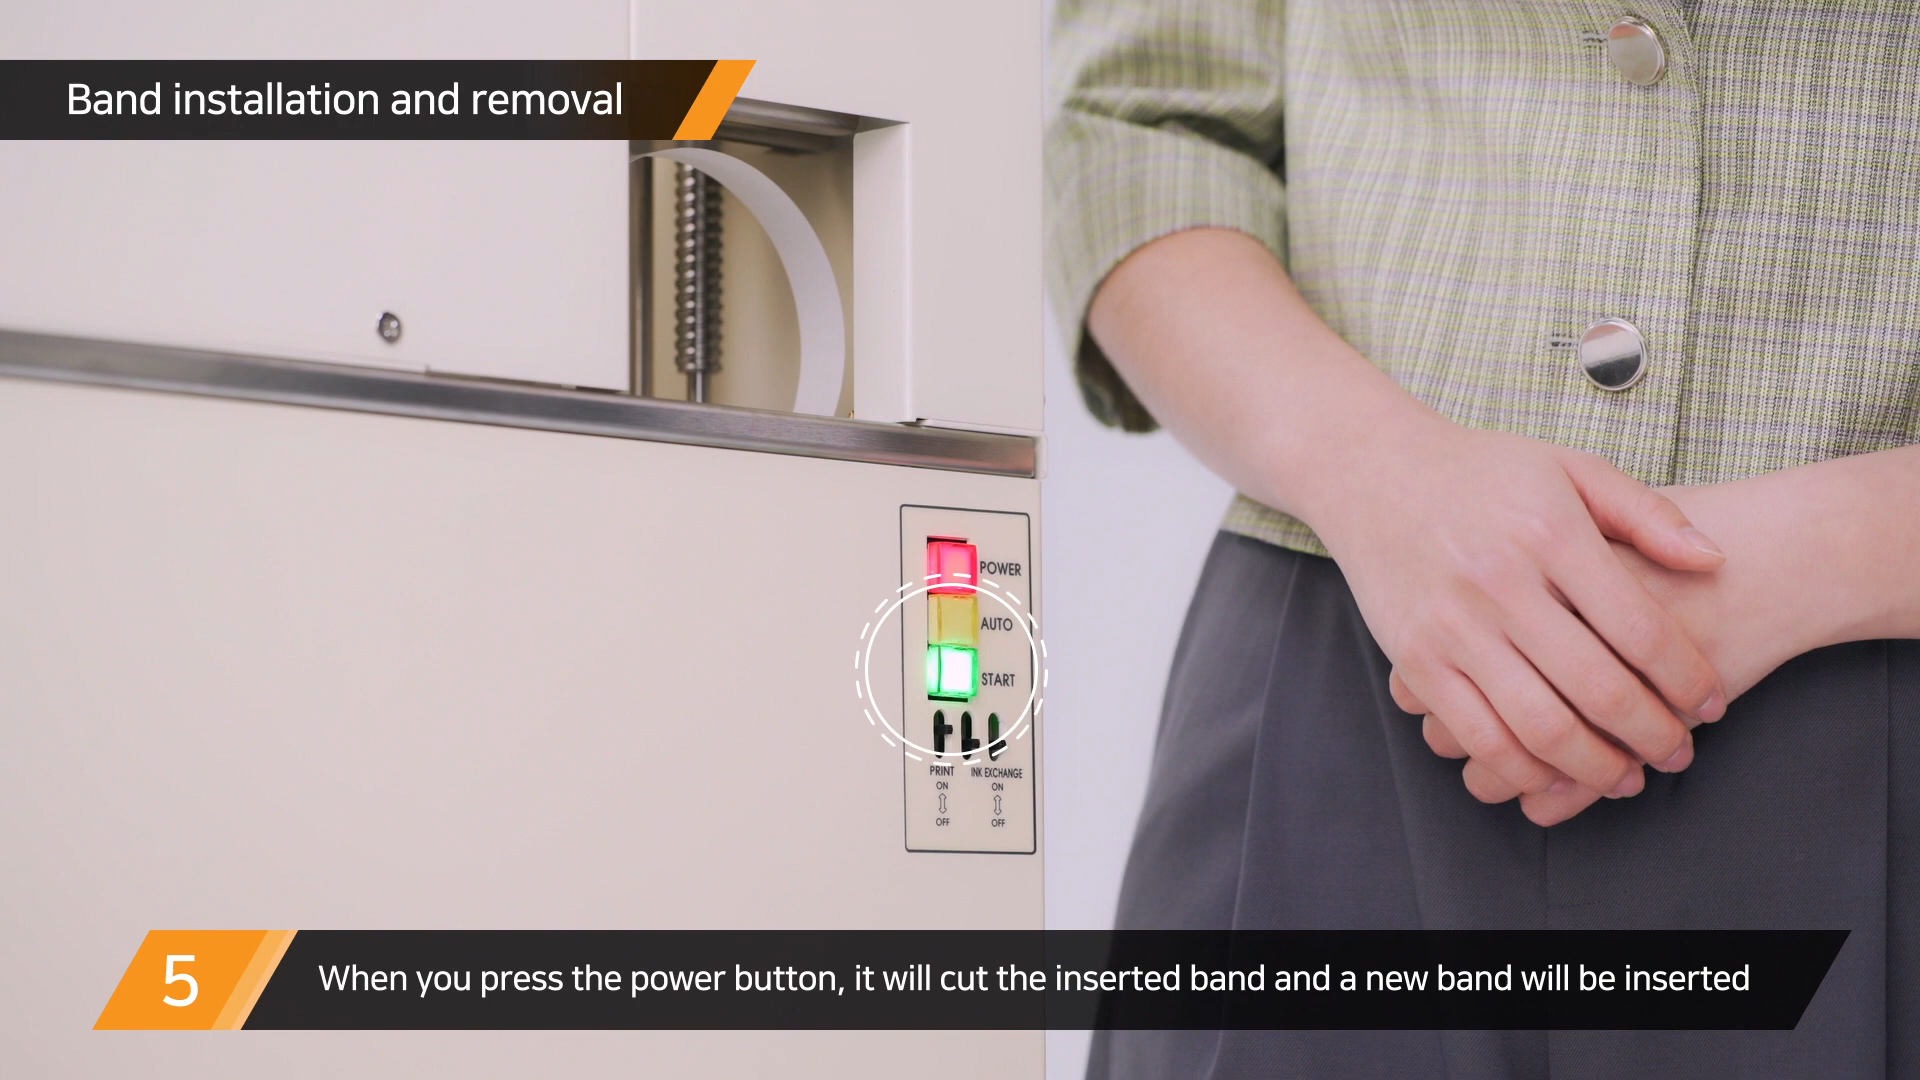 Band installation and removal
POWER
AUTO
START
PRINT
INK EXCHANGE
ON
ON
OFF
OFF
5
When you press the power button, it will cut the inserted band and a new band will be inserted